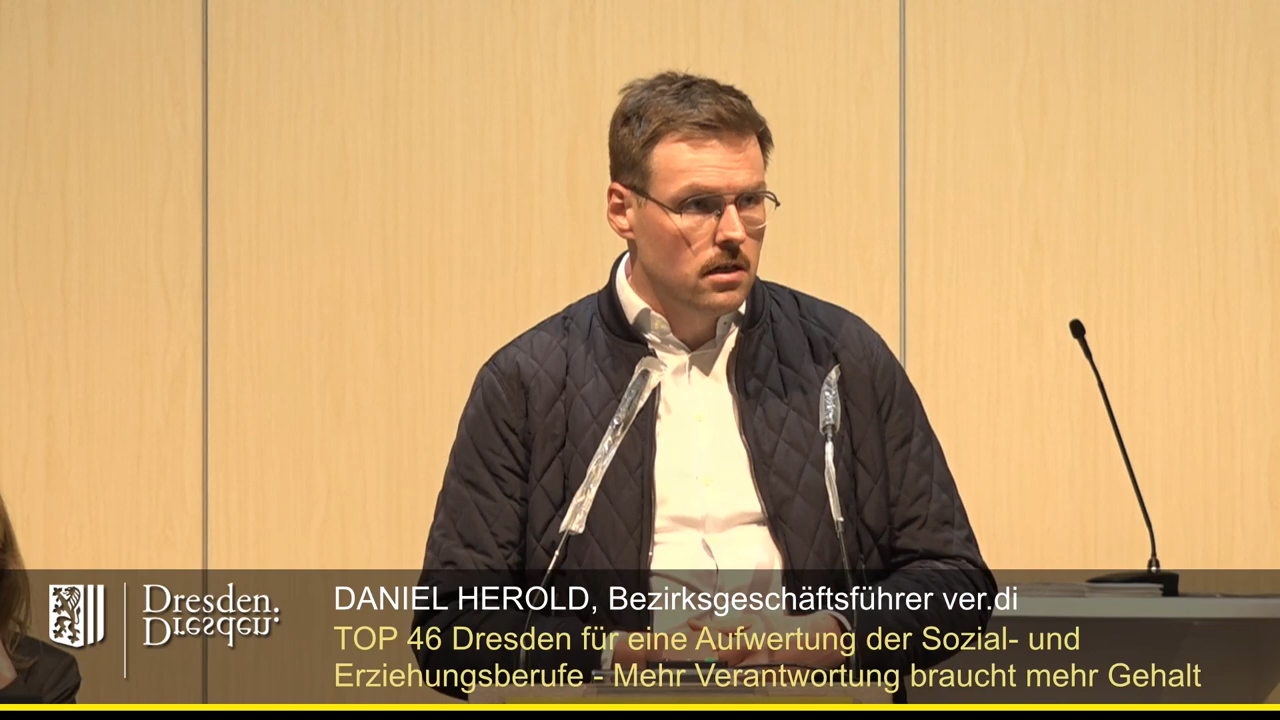 Dresden.
Dresden.
DANIEL HEROLD, Bezirksgeschäftsführer ver.di
TOP 46 Dresden für eine Aufwertung der Sozial- und
Erziehungsberufe - Mehr Verantwortung braucht mehr Gehalt